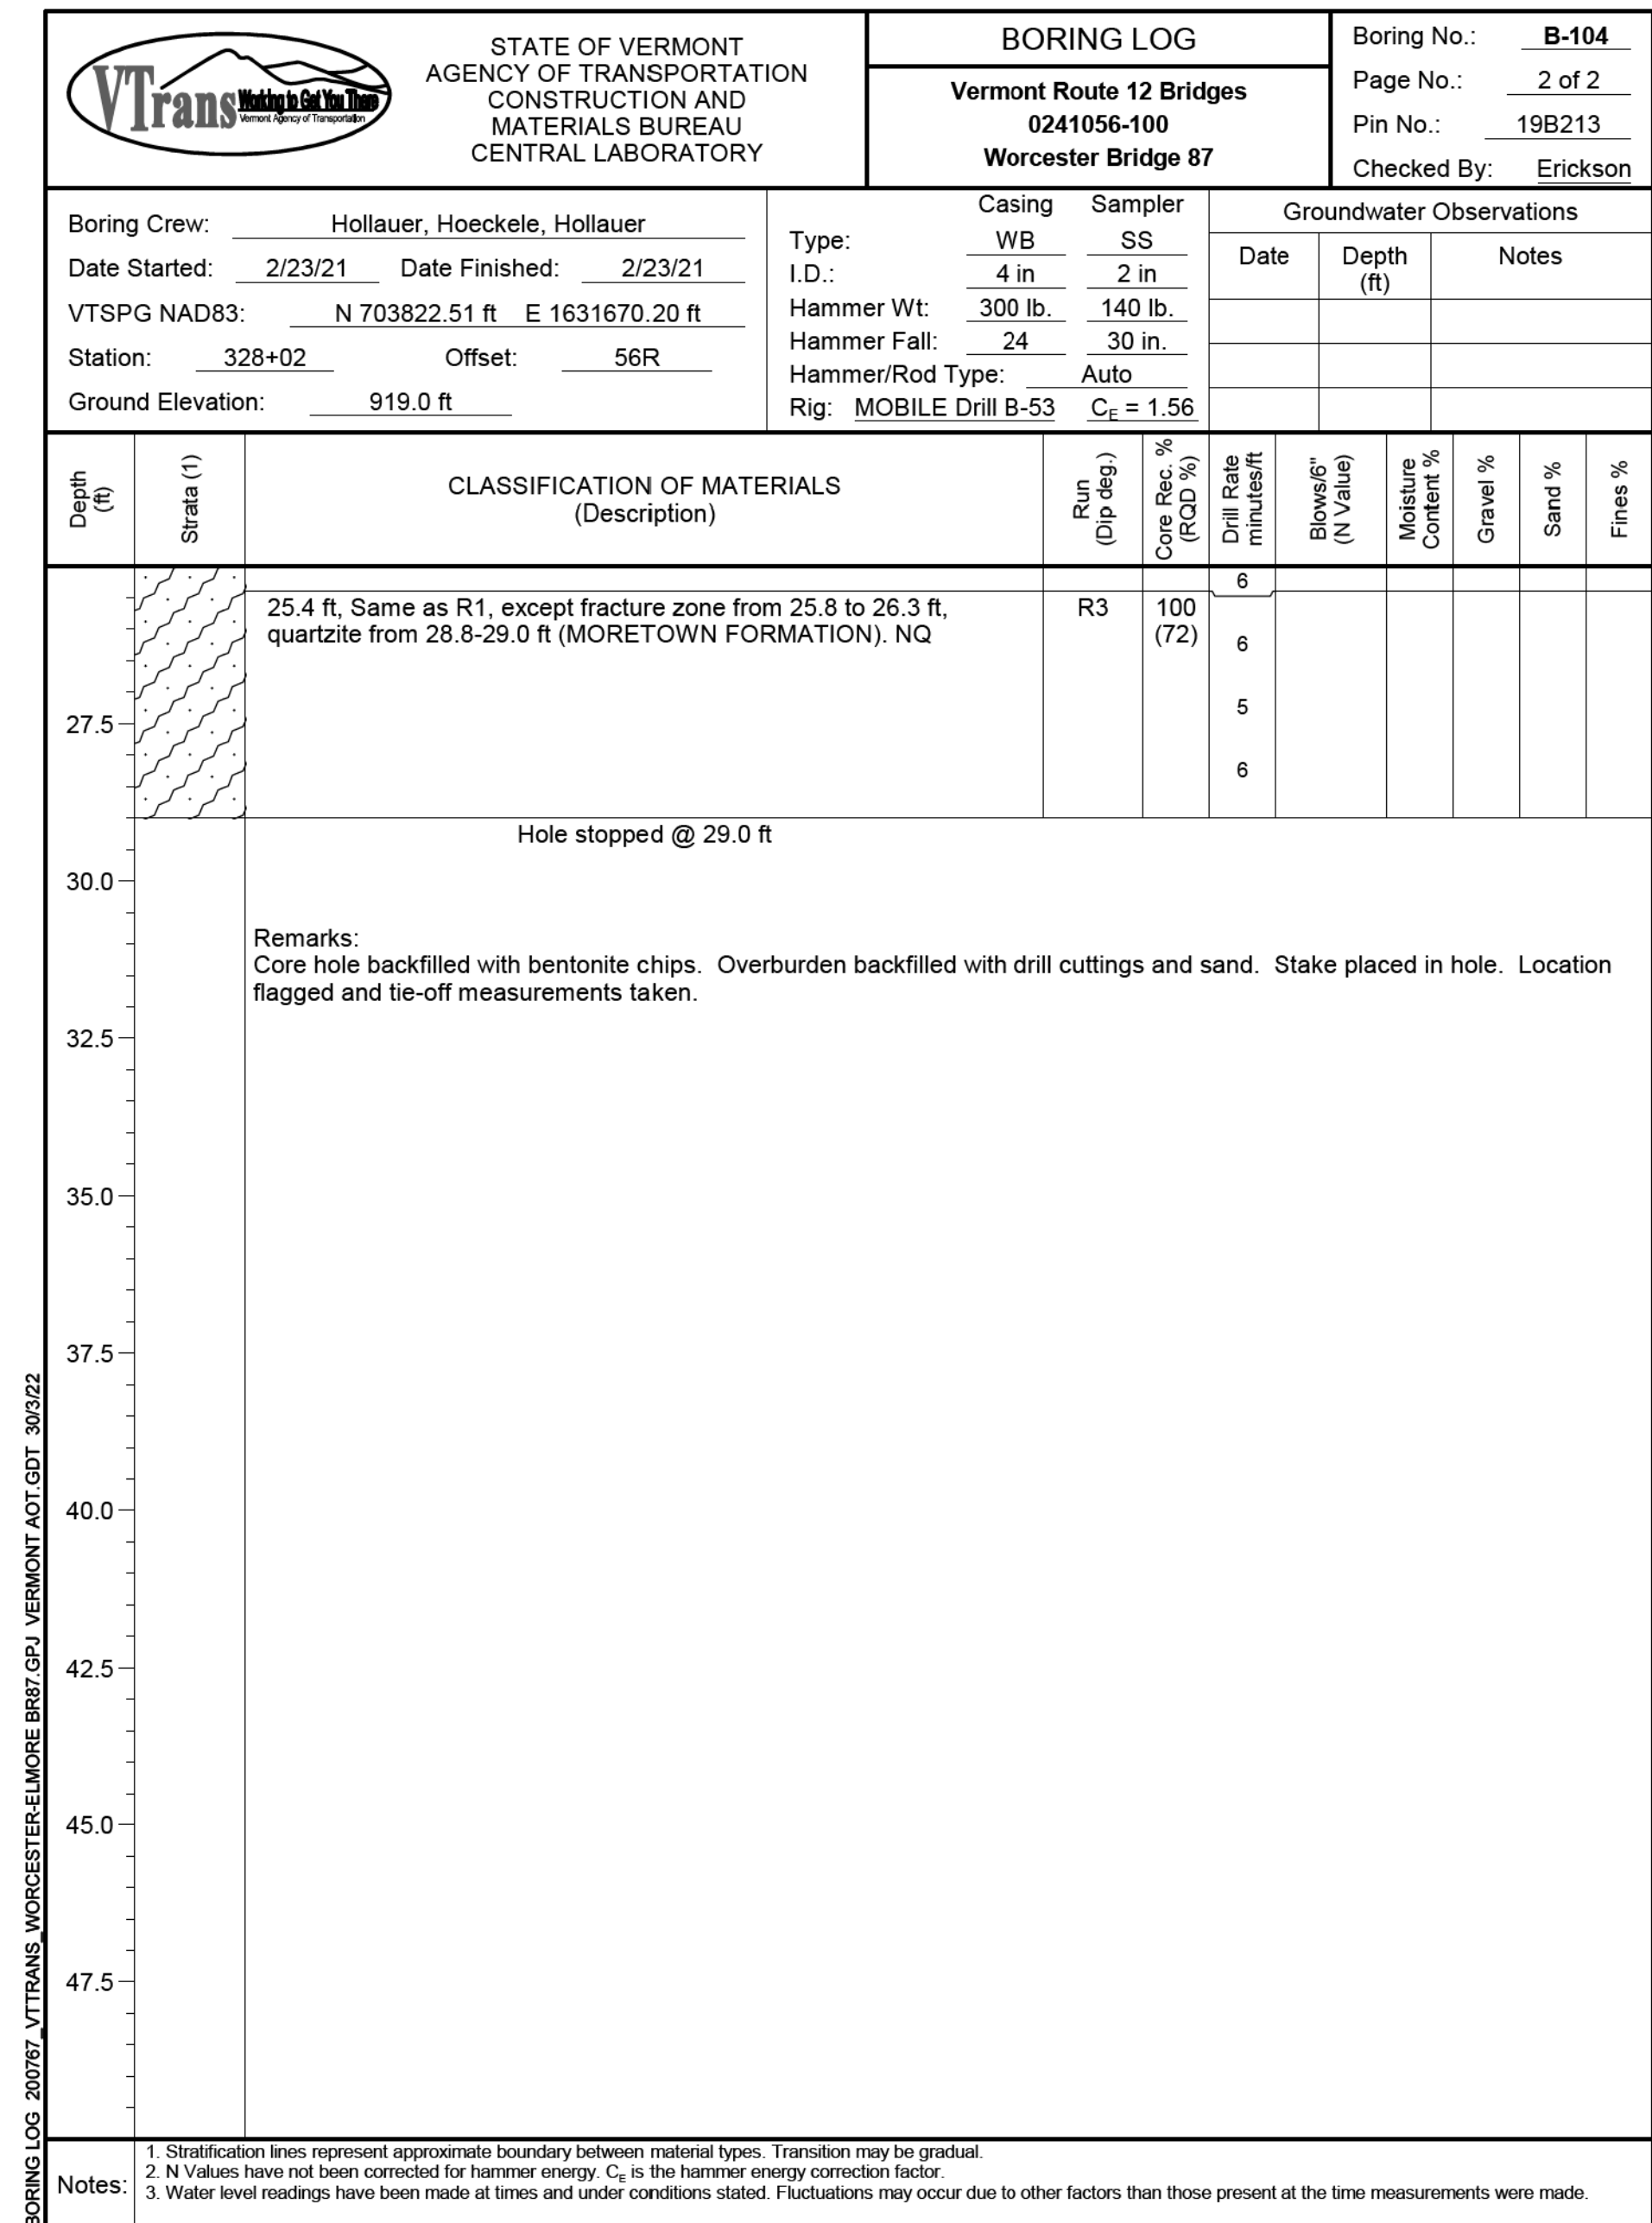 VTrans Working to Get You There
Vermont Agency of Transportation
STATE OF VERMONT
AGENCY OF TRANSPORTATION
CONSTRUCTION AND
MATERIALS BUREAU
CENTRAL LABORATORY
BORING LOG
Vermont Route 12 Bridges
0241056-100
Worcester Bridge 87
Boring No.: B-104
Page No.: 2 of 2
Pin No.: 19B213
Checked By: Erickson
Boring Crew: Hollauer, Hoeckele, Hollauer
Date Started: 2/23/21 Date Finished: 2/23/21
VTSPG NAD83: N 703822.51 ft E 1631670.20 ft
Station: 328+02 Offset: 56R
Ground Elevation: 919.0 ft
Casing Sampler
Type: WB SS
I.D.: 4 in 2 in
Hammer Wt: 300 lb. 140 lb.
Hammer Fall: 24 30 in.
Hammer/Rod Type: Auto
Rig: MOBILE Drill B-53 CE = 1.56
Groundwater Observations
Date Depth (ft) Notes
Depth (ft)
Strata (1)
CLASSIFICATION OF MATERIALS
(Description)
Run (Dip deg.)
Core Rec. % (RQD %)
Drill Rate minutes/ft
Blows/6" (N Value)
Moisture Content %
Gravel %
Sand %
Fines %
6
25.4 ft, Same as R1, except fracture zone from 25.8 to 26.3 ft, R3 100
quartzite from 28.8-29.0 ft (MORETOWN FORMATION). NQ (72)
6
5
27.5
6
Hole stopped @ 29.0 ft
30.0
Remarks:
Core hole backfilled with bentonite chips. Overburden backfilled with drill cuttings and sand. Stake placed in hole. Location
flagged and tie-off measurements taken.
32.5
35.0
37.5
40.0
42.5
45.0
47.5
BORING LOG 200767_VTTRANS_WORCESTER-ELMORE BR87.GPJ VERMONT AOT.GDT 30/3/22
Notes:
1. Stratification lines represent approximate boundary between material types. Transition may be gradual.
2. N Values have not been corrected for hammer energy. CE is the hammer energy correction factor.
3. Water level readings have been made at times and under conditions stated. Fluctuations may occur due to other factors than those present at the time measurements were made.